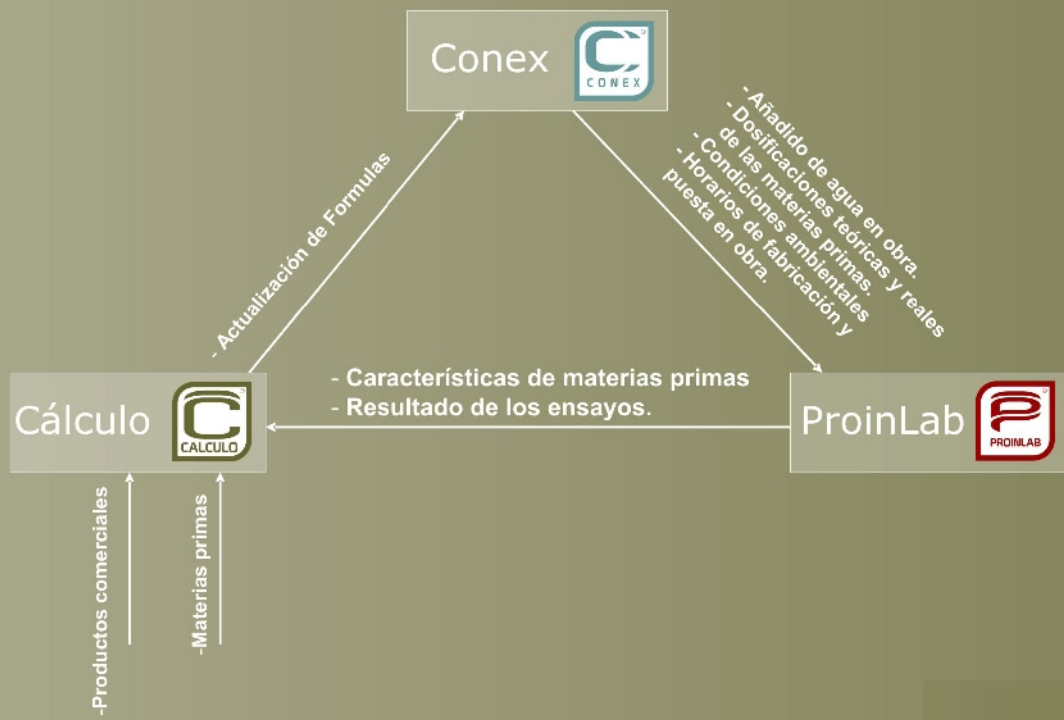 Conex
CONEX
- Añadido de agua en obra.
- Dosificaciones teóricas y reales
de las materias primas.
- Condiciones ambientales
- Horarios de fabricación y
puesta en obra.
- Actualización de Formulas
- Características de materias primas
- Resultado de los ensayos.
Cálculo
CALCULO
ProinLab
PROINLAB
-Productos comerciales
-Materias primas